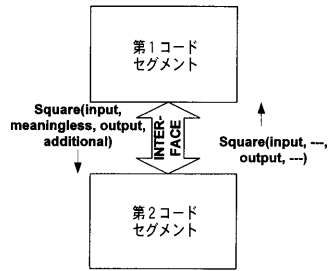 第1コード
セグメント
Square(input,
meaningless, output,
additional)
INTER-
FACE
Square(input, ---,
output, ---)
第2コード
セグメント